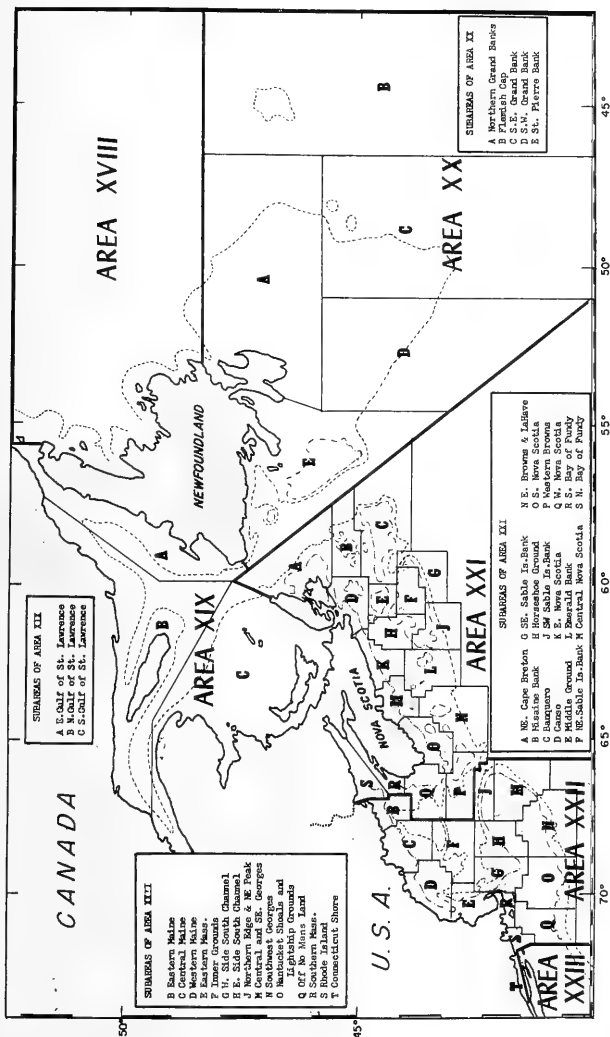 CANADA
U.S.A.
NEWFOUNDLAND
NOVA SCOTIA
AREA XVIII
AREA XIX
AREA XX
AREA XXI
AREA XXII
AREA
XXIII
SUBAREAS OF AREA XIX
A E.Gulf of St. Lawrence
B N.Gulf of St. Lawrence
C S.Gulf of St. Lawrence
SUBAREAS OF AREA XX
A Northern Grand Banks
B Flemish Cap
C S.E. Grand Bank
D S.W. Grand Bank
E St. Pierre Bank
SUBAREAS OF AREA XXI
A NE. Cape Breton
B Misaine Bank
C Banquero
D Canso
E Middle Ground
F NE.Sable Is.Bank
G SE. Sable Is.Bank
H Horseshoe Ground
J SW Sable Is.Bank
K E. Nova Scotia
L Emerald Bank
M Central Nova Scotia
N E. Browns & LaHave
O S. Nova Scotia
P Western Browns
Q W. Nova Scotia
R S. Bay of Fundy
S N. Bay of Fundy
SUBAREAS OF AREA XXII
B Eastern Maine
C Central Maine
D Western Maine
E Eastern Mass.
F Inner Grounds
G W. Side South Channel
H E. Side South Channel
J Northern Edge & NE Peak
M Central and SE. Georges
N Southwest Georges
O Nantucket Shoals and
Lightship Grounds
Q Off No Mans Land
R Southern Mass.
S Rhode Island
T Connecticut Shore
A
B
C
A
B
C
D
E
A
B
C
D
E
F
G
H
J
K
L
M
N
O
P
Q
R
S
B
C
D
E
F
G
H
J
M
N
O
Q
R
S
T
50°
45°
70°
65°
60°
55°
50°
45°